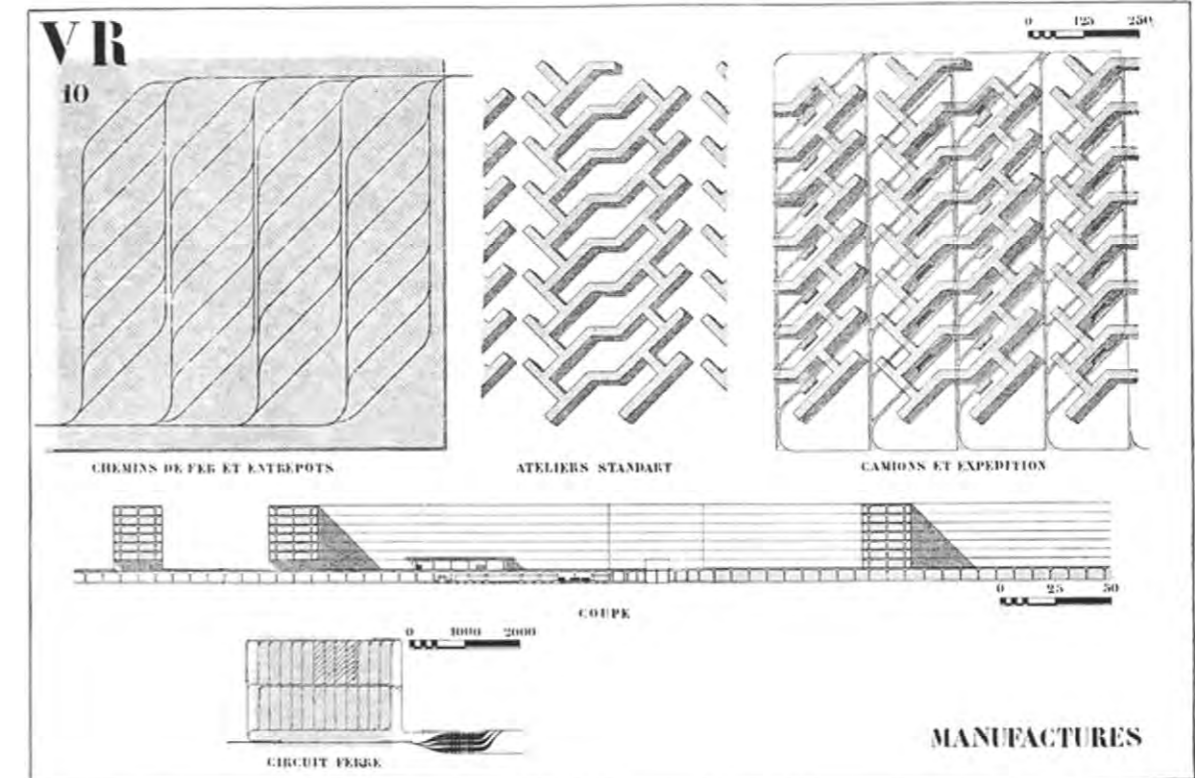 VR
10
0 125 250
CHEMINS DE FER ET ENTREPOTS
ATELIERS STANDART
CAMIONS ET EXPEDITION
0 25 50
COUPE
0 1000 2000
CIRCUIT FERRE
MANUFACTURES